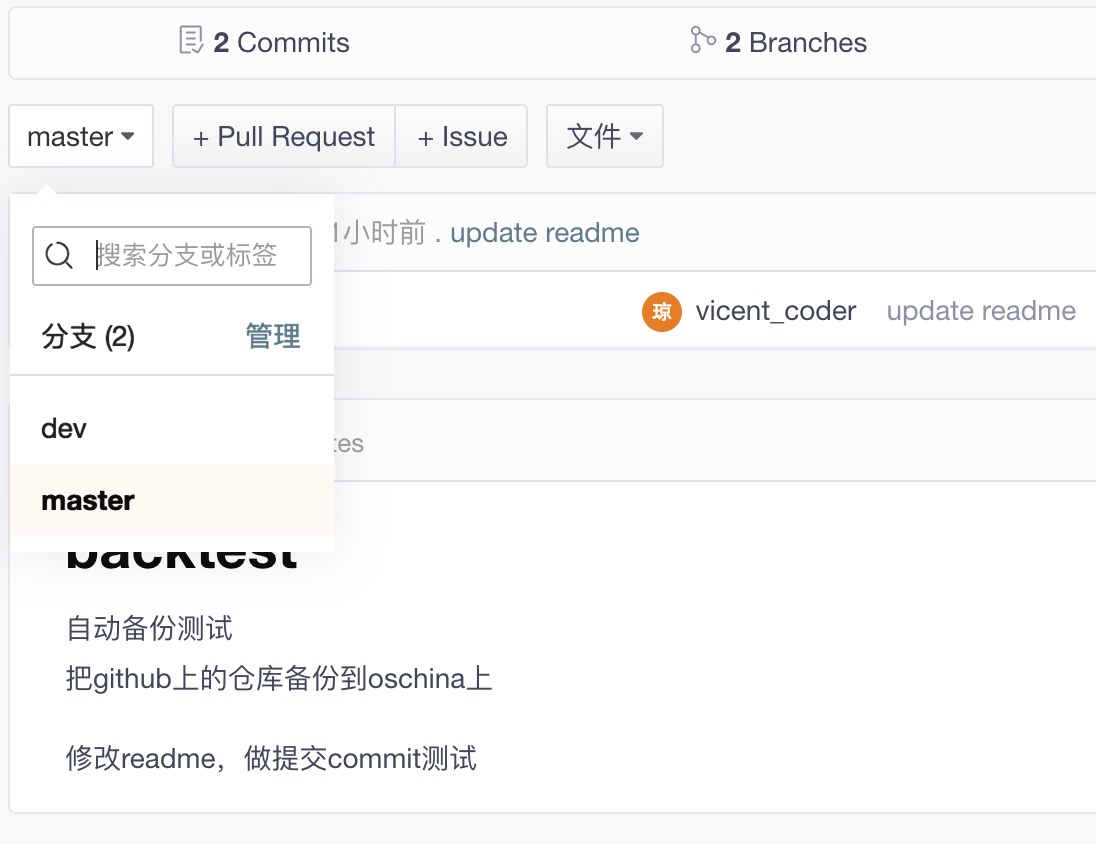 2 Commits
2 Branches
master
+ Pull Request
+ Issue
文件
搜索分支或标签
小时前 . update readme
分支 (2)
管理
琼
vicent_coder
update readme
dev
master
backtest
自动备份测试
把github上的仓库备份到oschina上
修改readme，做提交commit测试